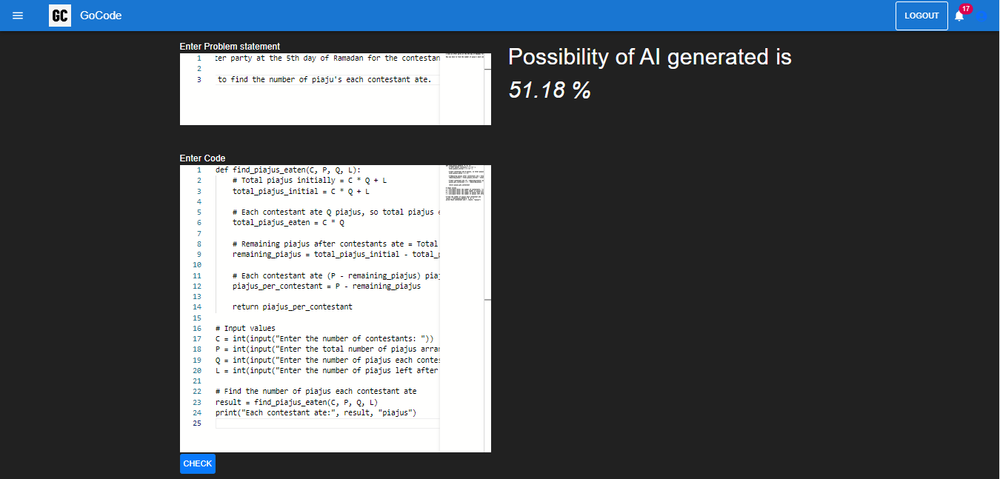 GC GoCode
LOGOUT
17
Enter Problem statement
1 ter party at the 5th day of Ramadan for the contestan
2
3 to find the number of piaju's each contestant ate.
Possibility of AI generated is
51.18 %
Enter Code
1 def find_piajus_eaten(C, P, Q, L):
2 # Total piajus initially = C * Q + L
3 total_piajus_initial = C * Q + L
4
5 # Each contestant ate Q piajus, so total piajus e
6 total_piajus_eaten = C * Q
7
8 # Remaining piajus after contestants ate = Total
9 remaining_piajus = total_piajus_initial - total_p
10
11 # Each contestant ate (P - remaining_piajus) piaj
12 piajus_per_contestant = P - remaining_piajus
13
14 return piajus_per_contestant
15
16 # Input values
17 C = int(input("Enter the number of contestants: "))
18 P = int(input("Enter the total number of piajus arran
19 Q = int(input("Enter the number of piajus each contes
20 L = int(input("Enter the number of piajus left after
21
22 # Find the number of piajus each contestant ate
23 result = find_piajus_eaten(C, P, Q, L)
24 print("Each contestant ate:", result, "piajus")
25
CHECK